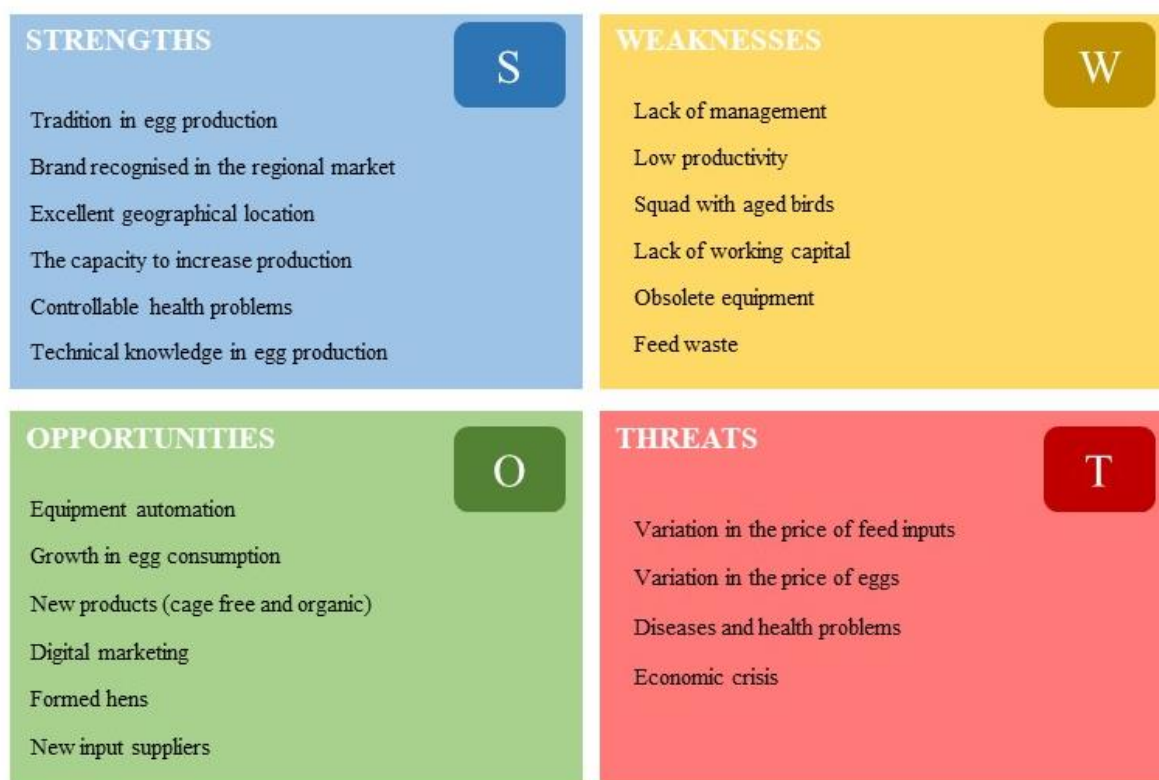 STRENGTHS
S
Tradition in egg production
Brand recognised in the regional market
Excellent geographical location
The capacity to increase production
Controllable health problems
Technical knowledge in egg production
WEAKNESSES
W
Lack of management
Low productivity
Squad with aged birds
Lack of working capital
Obsolete equipment
Feed waste
OPPORTUNITIES
O
Equipment automation
Growth in egg consumption
New products (cage free and organic)
Digital marketing
Formed hens
New input suppliers
THREATS
T
Variation in the price of feed inputs
Variation in the price of eggs
Diseases and health problems
Economic crisis